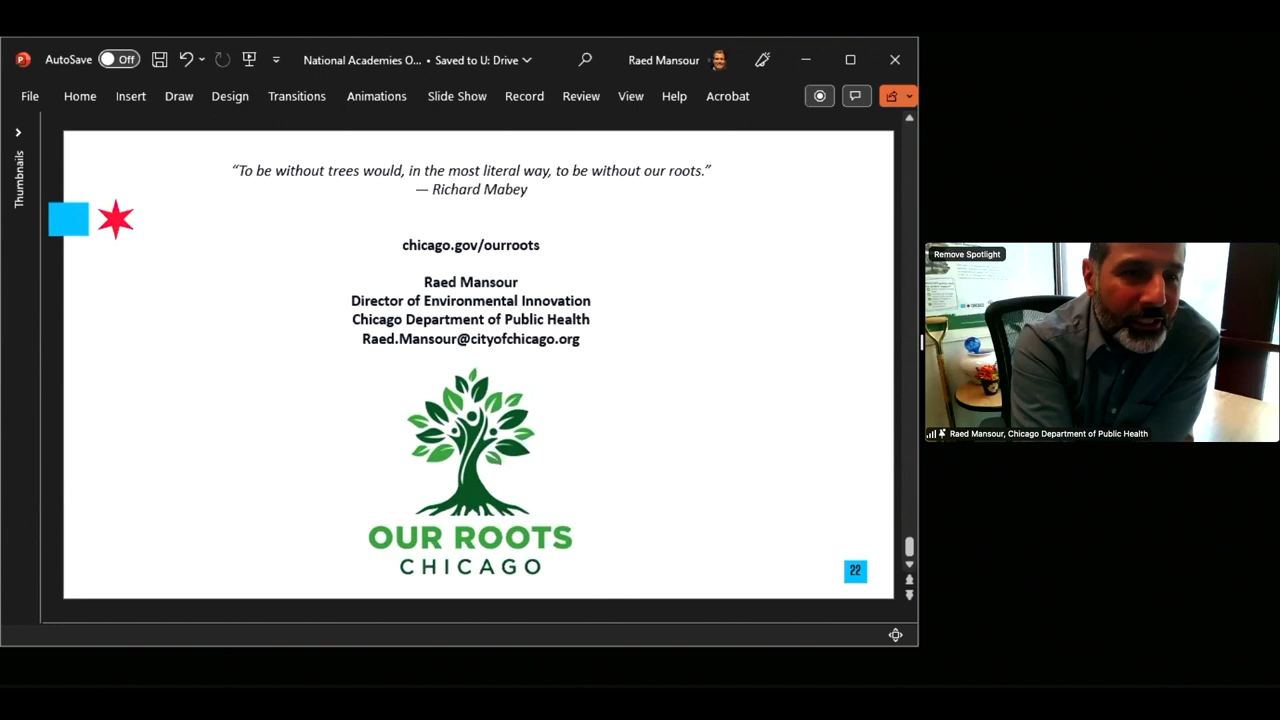 AutoSave Off National Academies O... • Saved to U: Drive Raed Mansour
File Home Insert Draw Design Transitions Animations Slide Show Record Review View Help Acrobat
Thumbnails
“To be without trees would, in the most literal way, to be without our roots.”
— Richard Mabey
chicago.gov/ourroots
Raed Mansour
Director of Environmental Innovation
Chicago Department of Public Health
Raed.Mansour@cityofchicago.org
OUR ROOTS
CHICAGO
22
Remove Spotlight
Raed Mansour, Chicago Department of Public Health